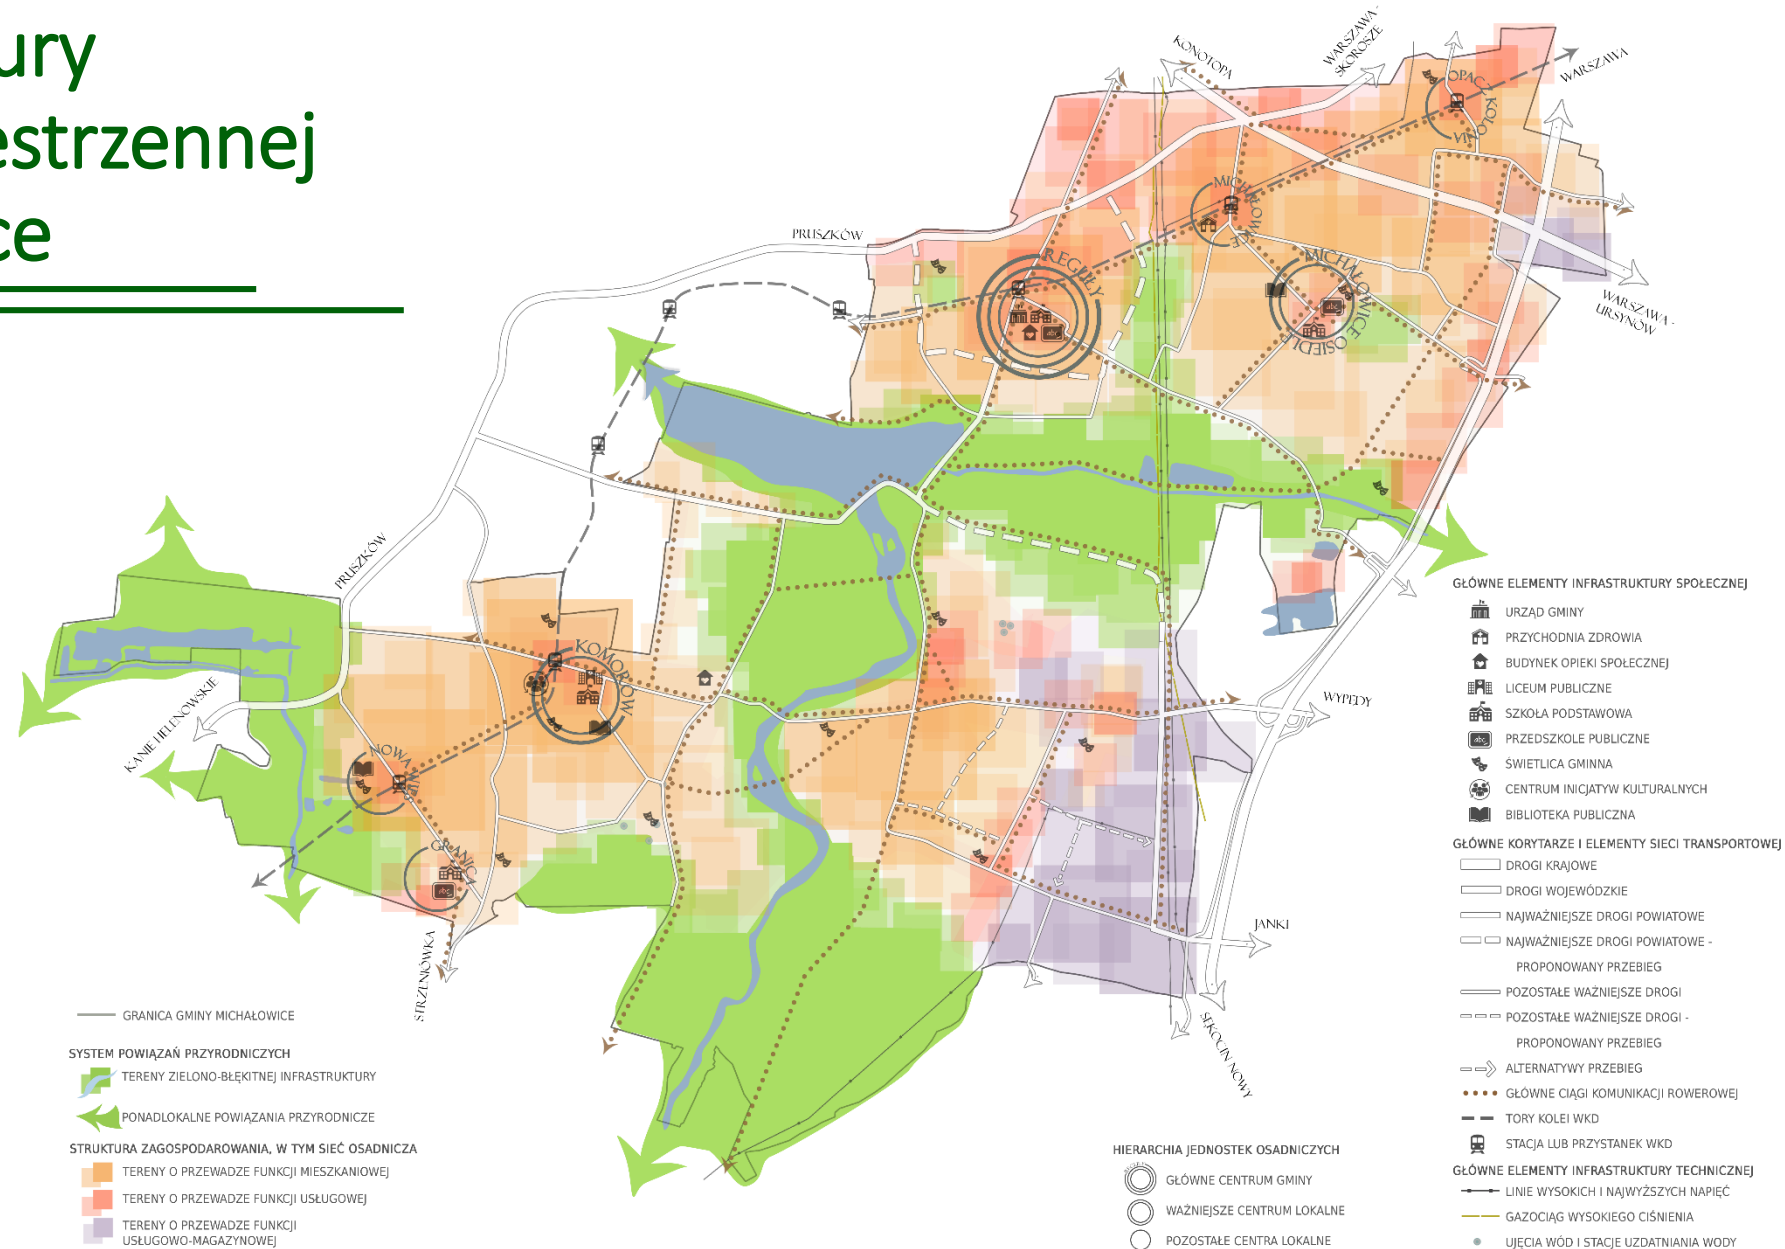 ury
estrzennej
ce
KONOTOPA
WARSZAWA-
SKOROSZE
WARSZAWA
OPACZ KOLONIA
PRUSZKÓW
MICHAŁOWICE
REGUŁY
MICHAŁOWICE OSIEDLE
WARSZAWA -
URSYNÓW
PRUSZKÓW
KOMORÓW
KANIE HELENOWSKIE
NOWA WIEŚ
GRANICA
STRZENIÓWKA
WYPĘDY
JANKI
SĘKOCIN NOWY
GRANICA GMINY MICHAŁOWICE
SYSTEM POWIĄZAŃ PRZYRODNICZYCH
TERENY ZIELONO-BŁĘKITNEJ INFRASTRUKTURY
PONADLOKALNE POWIĄZANIA PRZYRODNICZE
STRUKTURA ZAGOSPODAROWANIA, W TYM SIEĆ OSADNICZA
TERENY O PRZEWADZE FUNKCJI MIESZKANIOWEJ
TERENY O PRZEWADZE FUNKCJI USŁUGOWEJ
TERENY O PRZEWADZE FUNKCJI
USŁUGOWO-MAGAZYNOWEJ
HIERARCHIA JEDNOSTEK OSADNICZYCH
GŁÓWNE CENTRUM GMINY
WAŻNIEJSZE CENTRUM LOKALNE
POZOSTAŁE CENTRA LOKALNE
GŁÓWNE ELEMENTY INFRASTRUKTURY SPOŁECZNEJ
URZĄD GMINY
PRZYCHODNIA ZDROWIA
BUDYNEK OPIEKI SPOŁECZNEJ
LICEUM PUBLICZNE
SZKOŁA PODSTAWOWA
PRZEDSZKOLE PUBLICZNE
ŚWIETLICA GMINNA
CENTRUM INICJATYW KULTURALNYCH
BIBLIOTEKA PUBLICZNA
GŁÓWNE KORYTARZE I ELEMENTY SIECI TRANSPORTOWEJ
DROGI KRAJOWE
DROGI WOJEWÓDZKIE
NAJWAŻNIEJSZE DROGI POWIATOWE
NAJWAŻNIEJSZE DROGI POWIATOWE -
PROPONOWANY PRZEBIEG
POZOSTAŁE WAŻNIEJSZE DROGI
POZOSTAŁE WAŻNIEJSZE DROGI -
PROPONOWANY PRZEBIEG
ALTERNATYWY PRZEBIEG
GŁÓWNE CIĄGI KOMUNIKACJI ROWEROWEJ
TORY KOLEI WKD
STACJA LUB PRZYSTANEK WKD
GŁÓWNE ELEMENTY INFRASTRUKTURY TECHNICZNEJ
LINIE WYSOKICH I NAJWYŻSZYCH NAPIĘĆ
GAZOCIĄG WYSOKIEGO CIŚNIENIA
UJĘCIA WÓD I STACJE UZDATNIANIA WODY